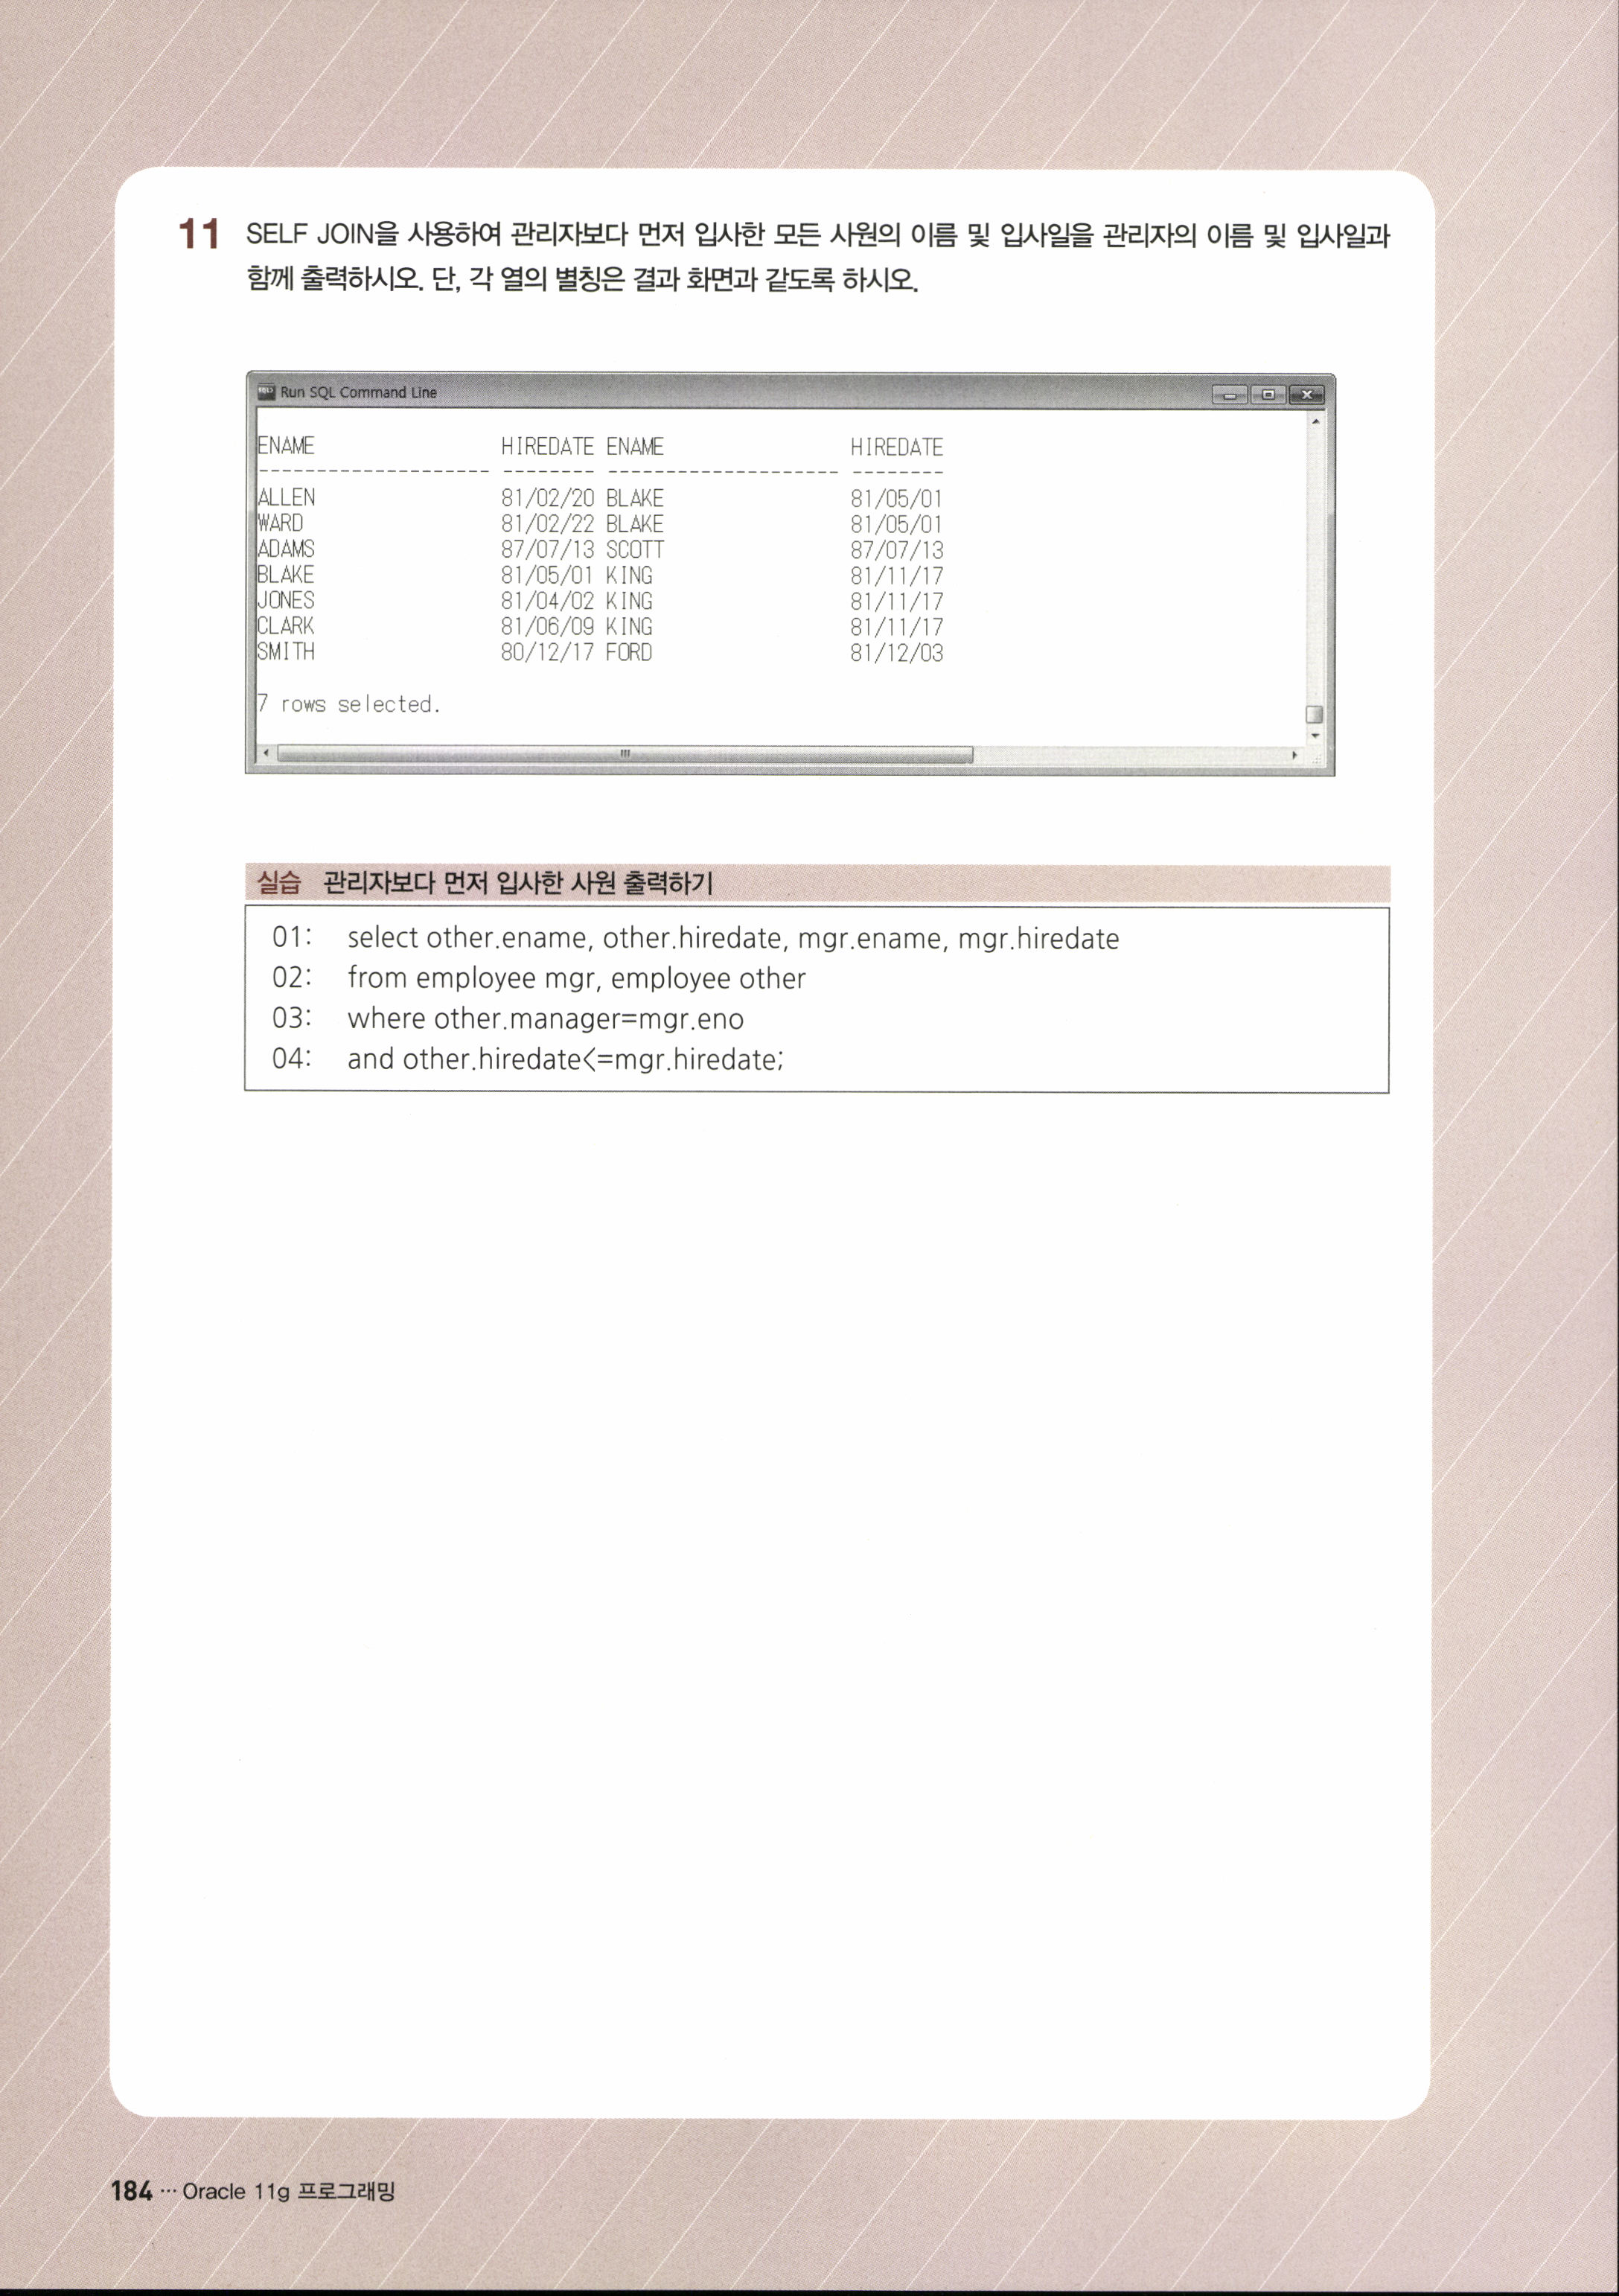 11 SELF JOIN을 사용하여 관리자보다 먼저 입사한 모든 사원의 이름 및 입사일을 관리자의 이름 및 입사일과
함께 출력하시오. 단, 각 열의 별칭은 결과 화면과 같도록 하시오.
Run SQL Command Line
ENAME HIREDATE ENAME HIREDATE
-------------------- -------- -------------------- --------
ALLEN 81/02/20 BLAKE 81/05/01
WARD 81/02/22 BLAKE 81/05/01
ADAMS 87/07/13 SCOTT 87/07/13
BLAKE 81/05/01 KING 81/11/17
JONES 81/04/02 KING 81/11/17
CLARK 81/06/09 KING 81/11/17
SMITH 80/12/17 FORD 81/12/03
7 rows selected.
실습 관리자보다 먼저 입사한 사원 출력하기
01: select other.ename, other.hiredate, mgr.ename, mgr.hiredate
02: from employee mgr, employee other
03: where other.manager=mgr.eno
04: and other.hiredate<=mgr.hiredate;
184 ··· Oracle 11g 프로그래밍